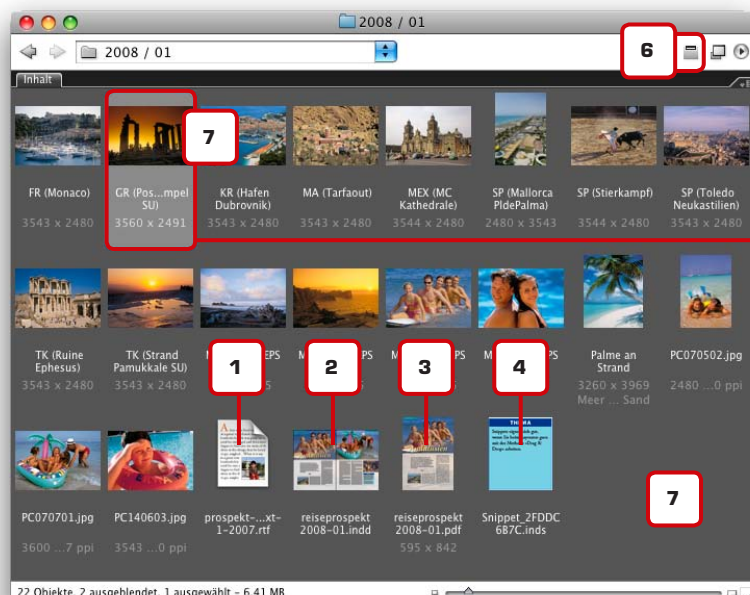 2008 / 01
2008 / 01
6
Inhalt
7
FR (Monaco)
3543 x 2480
GR (Pos...mpel
SU)
3560 x 2491
KR (Hafen
Dubrovnik)
3543 x 2480
MA (Tarfaout)
3543 x 2480
MEX (MC
Kathedrale)
3544 x 2480
SP (Mallorca
PldePalma)
2480 x 3543
SP (Stierkampf)
3544 x 2480
SP (Toledo
Neukastilien)
3543 x 2480
TK (Ruine
Ephesus)
3543 x 2480
TK (Strand
Pamukkale SU)
3543 x 2480
1
2
3
4
Palme an
Strand
3260 x 3969
Meer ... Sand
PC070502.jpg
2480 ...0 ppi
THEMA
PC070701.jpg
3600 ...7 ppi
PC140603.jpg
3543 ...0 ppi
prospekt-...xt-
1-2007.rtf
reiseprospekt
2008-01.indd
reiseprospekt
2008-01.pdf
595 x 842
Snippet_2FDDC
6B7C.inds
7
22 Objekte, 2 ausgeblendet, 1 ausgewählt - 6,41 MB